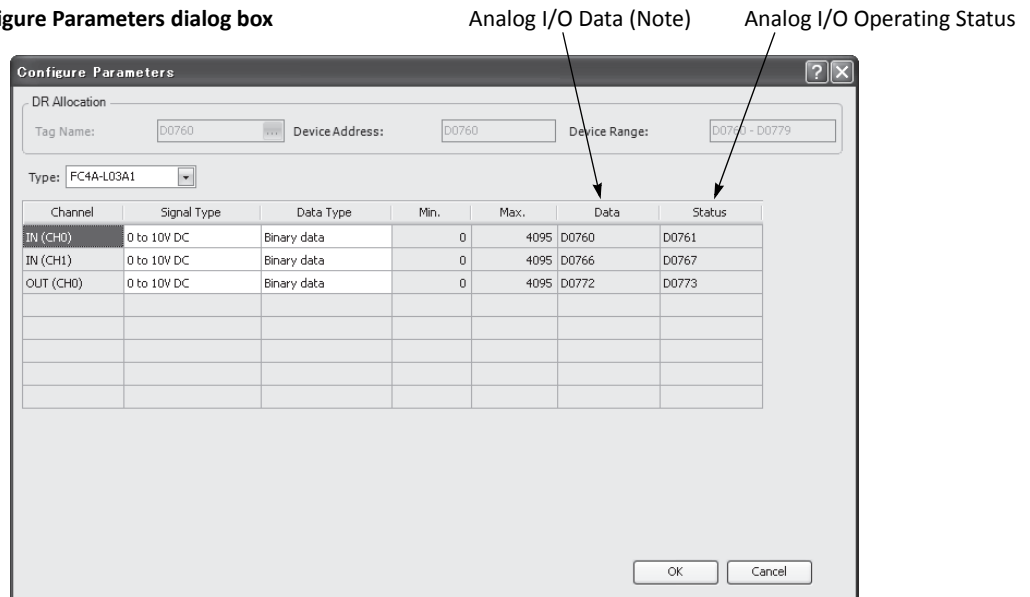 igure Parameters dialog box
Analog I/O Data (Note) Analog I/O Operating Status
Configure Parameters
DR Allocation
Tag Name: D0760 ... Device Address: D0760 Device Range: D0760 - D0779
Type: FC4A-L03A1
Channel Signal Type Data Type Min. Max. Data Status
IN (CH0) 0 to 10V DC Binary data 0 4095 D0760 D0761
IN (CH1) 0 to 10V DC Binary data 0 4095 D0766 D0767
OUT (CH0) 0 to 10V DC Binary data 0 4095 D0772 D0773
OK Cancel